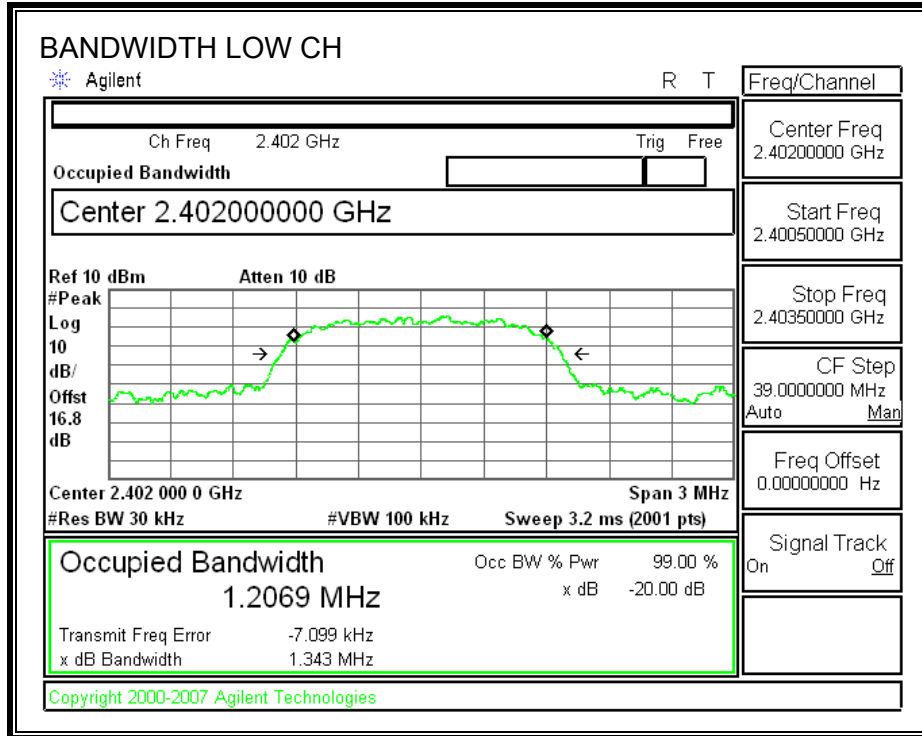 BANDWIDTH LOW CH
Agilent R T
Ch Freq 2.402 GHz Trig Free
Occupied Bandwidth
Center 2.402000000 GHz
Ref 10 dBm Atten 10 dB
#Peak
Log
10
dB/
Offst
16.8
dB
Center 2.402 000 0 GHz Span 3 MHz
#Res BW 30 kHz #VBW 100 kHz Sweep 3.2 ms (2001 pts)
Occupied Bandwidth Occ BW % Pwr 99.00 %
1.2069 MHz x dB -20.00 dB
Transmit Freq Error -7.099 kHz
x dB Bandwidth 1.343 MHz
Copyright 2000-2007 Agilent Technologies
Freq/Channel
Center Freq
2.40200000 GHz
Start Freq
2.40050000 GHz
Stop Freq
2.40350000 GHz
CF Step
39.0000000 MHz
Auto Man
Freq Offset
0.00000000 Hz
Signal Track
On Off